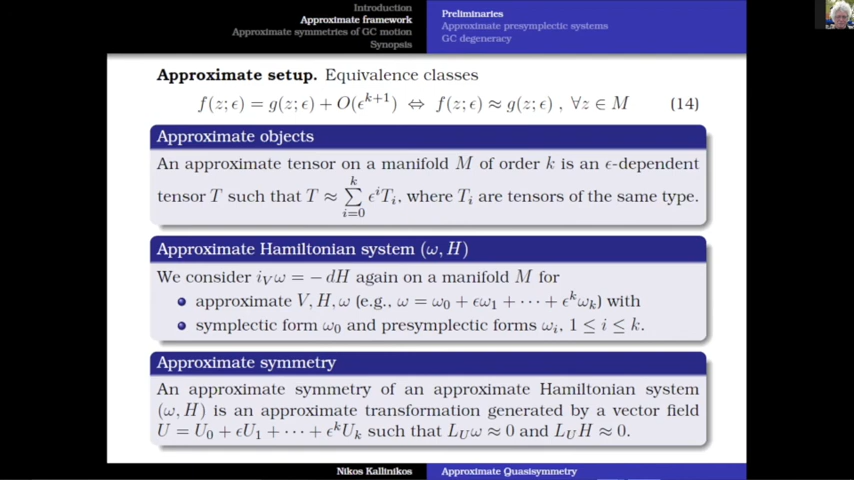 Introduction
Approximate framework
Approximate symmetries of GC motion
Synopsis
Preliminaries
Approximate presymplectic systems
GC degeneracy
Approximate setup. Equivalence classes
f(z; ϵ) = g(z; ϵ) + O(ϵ^{k+1}) ⇔ f(z; ϵ) ≈ g(z; ϵ) , ∀z ∈ M (14)
Approximate objects
An approximate tensor on a manifold M of order k is an ϵ-dependent
tensor T such that T ≈ ∑_{i=0}^{k} ϵ^i T_i, where T_i are tensors of the same type.
Approximate Hamiltonian system (ω, H)
We consider i_V ω = − dH again on a manifold M for
approximate V, H, ω (e.g., ω = ω_0 + ϵω_1 + ⋯ + ϵ^k ω_k) with
symplectic form ω_0 and presymplectic forms ω_i, 1 ≤ i ≤ k.
Approximate symmetry
An approximate symmetry of an approximate Hamiltonian system
(ω, H) is an approximate transformation generated by a vector field
U = U_0 + ϵU_1 + ⋯ + ϵ^k U_k such that L_U ω ≈ 0 and L_U H ≈ 0.
Nikos Kallinikos
Approximate Quasisymmetry